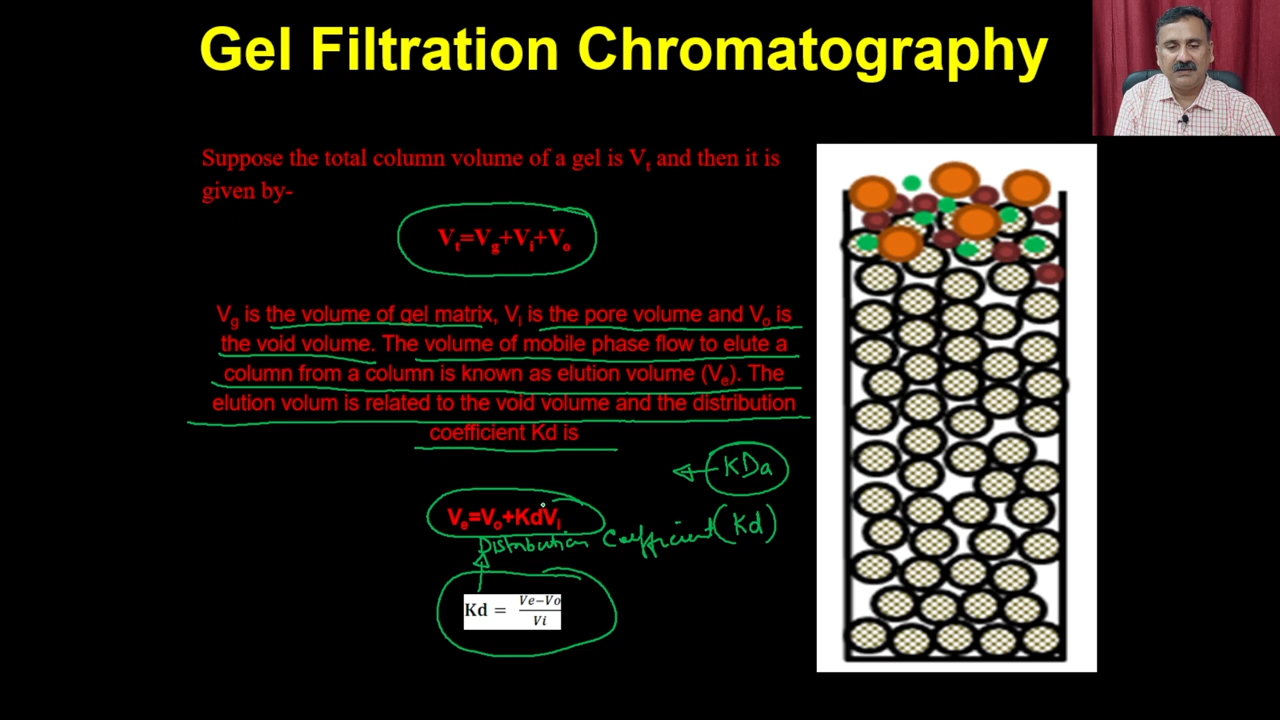 Gel Filtration Chromatography
Suppose the total column volume of a gel is Vt and then it is
given by-
Vt=Vg+Vi+Vo
Vg is the volume of gel matrix, Vi is the pore volume and Vo is
the void volume. The volume of mobile phase flow to elute a
column from a column is known as elution volume (Ve). The
elution volum is related to the void volume and the distribution
coefficient Kd is
KDa
Ve=Vo+KdVi
Distribution Coefficient (Kd)
Kd = Ve−Vo
Vi